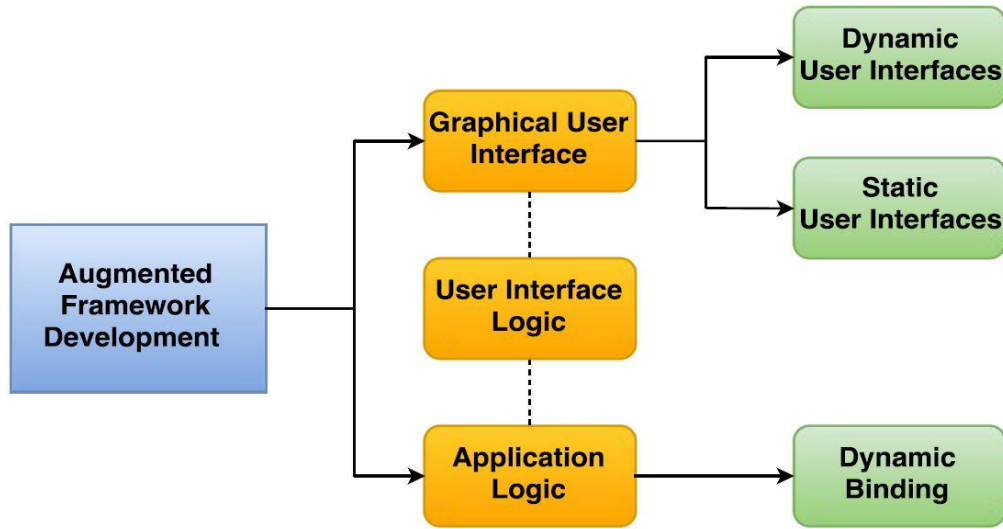 Augmented
Framework
Development
Graphical User
Interface
User Interface
Logic
Application
Logic
Dynamic
User Interfaces
Static
User Interfaces
Dynamic
Binding